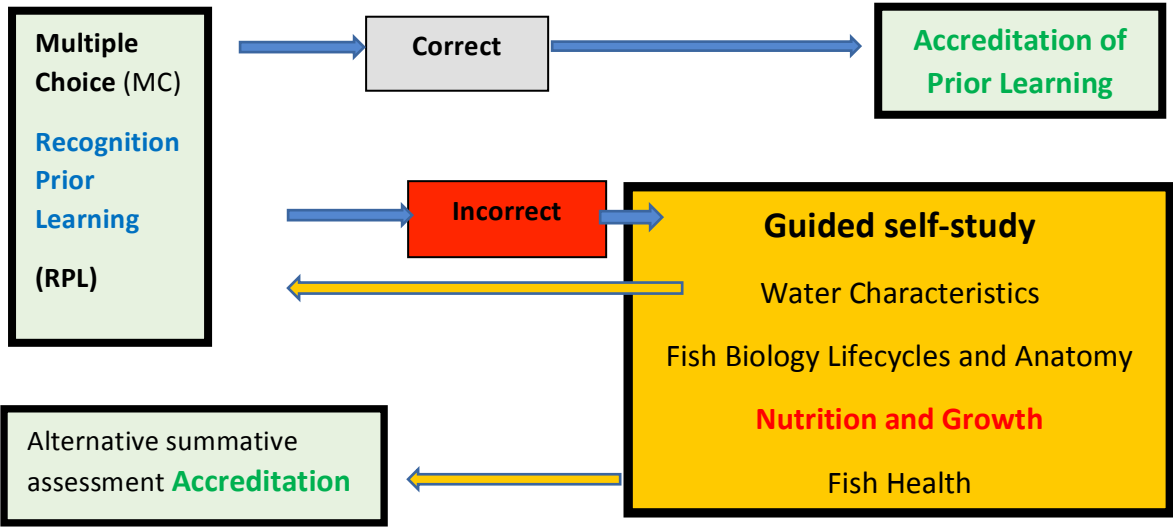 Multiple
Choice (MC)
Recognition
Prior
Learning
(RPL)
Correct
Accreditation of
Prior Learning
Incorrect
Guided self-study
Water Characteristics
Fish Biology Lifecycles and Anatomy
Nutrition and Growth
Fish Health
Alternative summative
assessment Accreditation